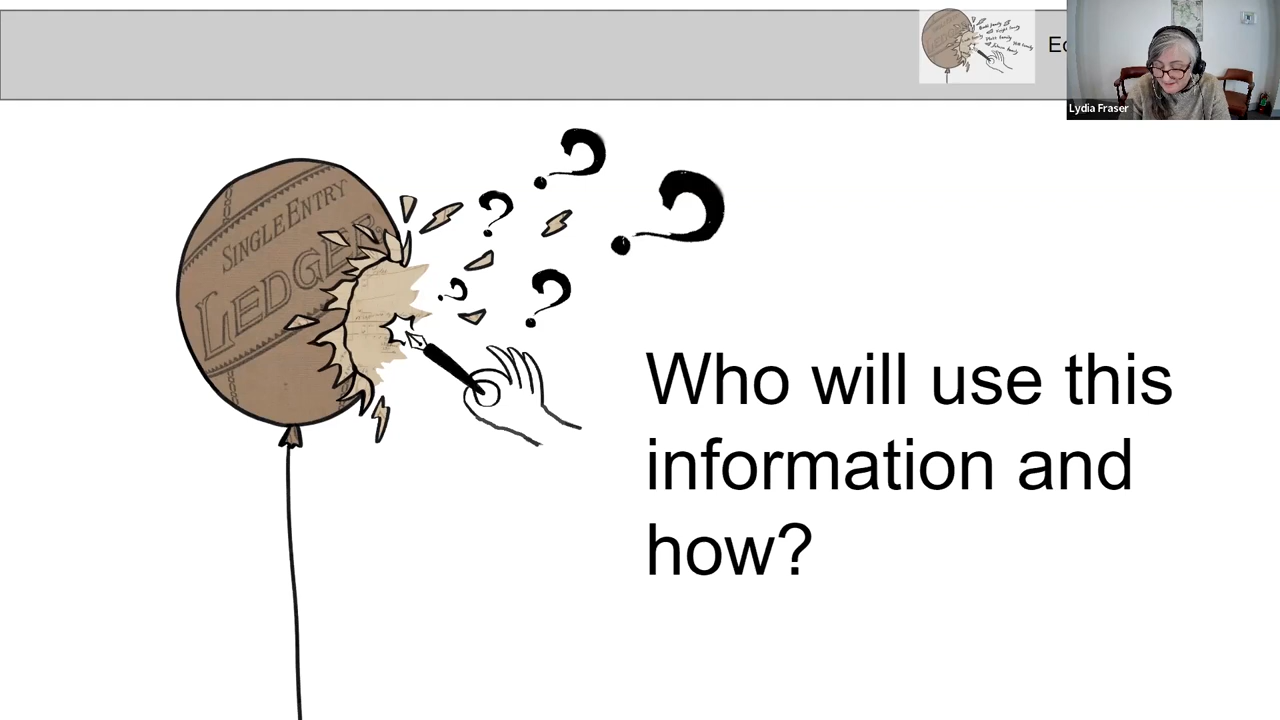 Lydia Fraser
SINGLE ENTRY
LEDGER
Who will use this
information and
how?